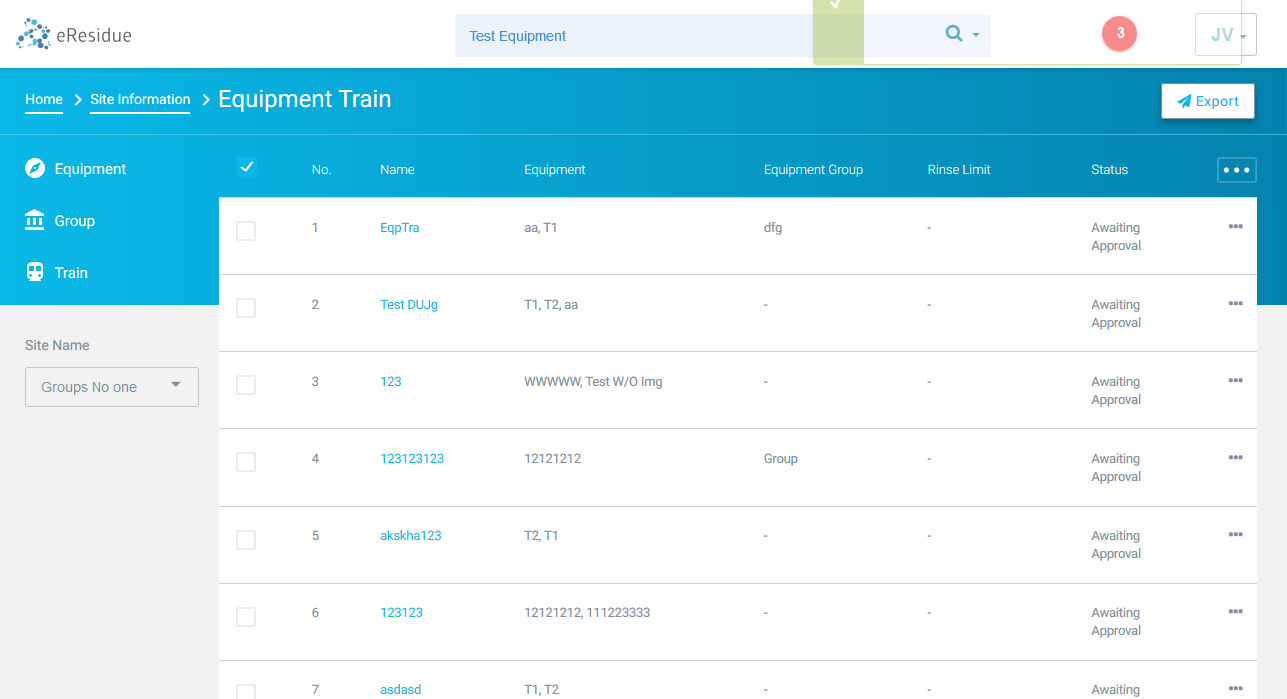 eResidue
Test Equipment
3
JV
Home
Site Information
Equipment Train
Export
Equipment
Group
Train
Site Name
Groups No one
No. Name Equipment Equipment Group Rinse Limit Status
1 EqpTra aa, T1 dfg - Awaiting
Approval
2 Test DUJg T1, T2, aa - - Awaiting
Approval
3 123 WWWWW, Test W/O Img - - Awaiting
Approval
4 123123123 12121212 Group - Awaiting
Approval
5 akskha123 T2, T1 - - Awaiting
Approval
6 123123 12121212, 111223333 - - Awaiting
Approval
7 asdasd T1, T2 - - Awaiting